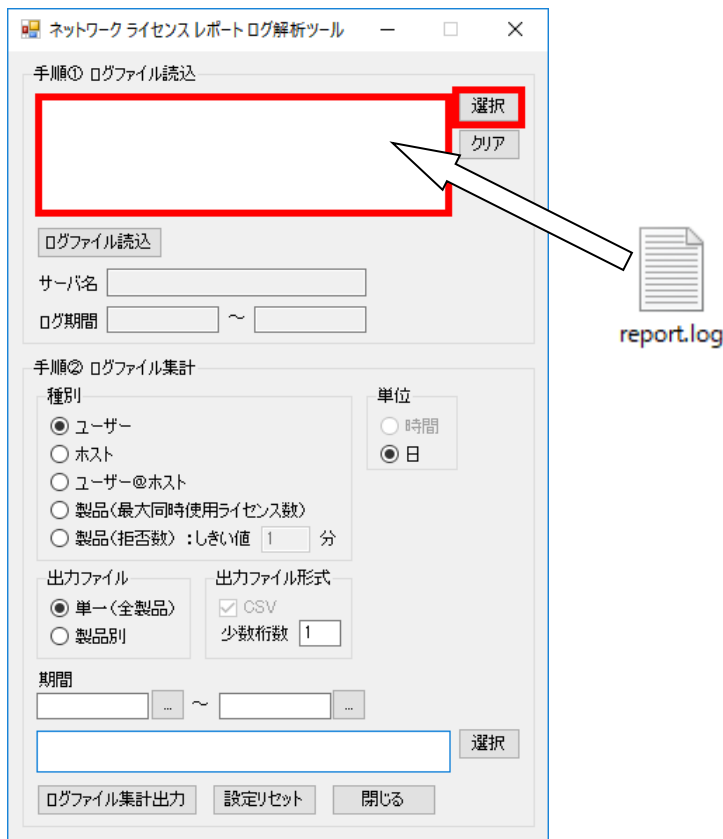 ネットワーク ライセンス レポート ログ解析ツール
手順① ログファイル読込
選択
クリア
ログファイル読込
サーバ名
ログ期間 ～
report.log
手順② ログファイル集計
種別
ユーザー
ホスト
ユーザー@ホスト
製品(最大同時使用ライセンス数)
製品(拒否数) :しきい値 1 分
単位
時間
日
出力ファイル
単一(全製品)
製品別
出力ファイル形式
CSV
少数桁数 1
期間
... ～ ...
選択
ログファイル集計出力 設定リセット 閉じる